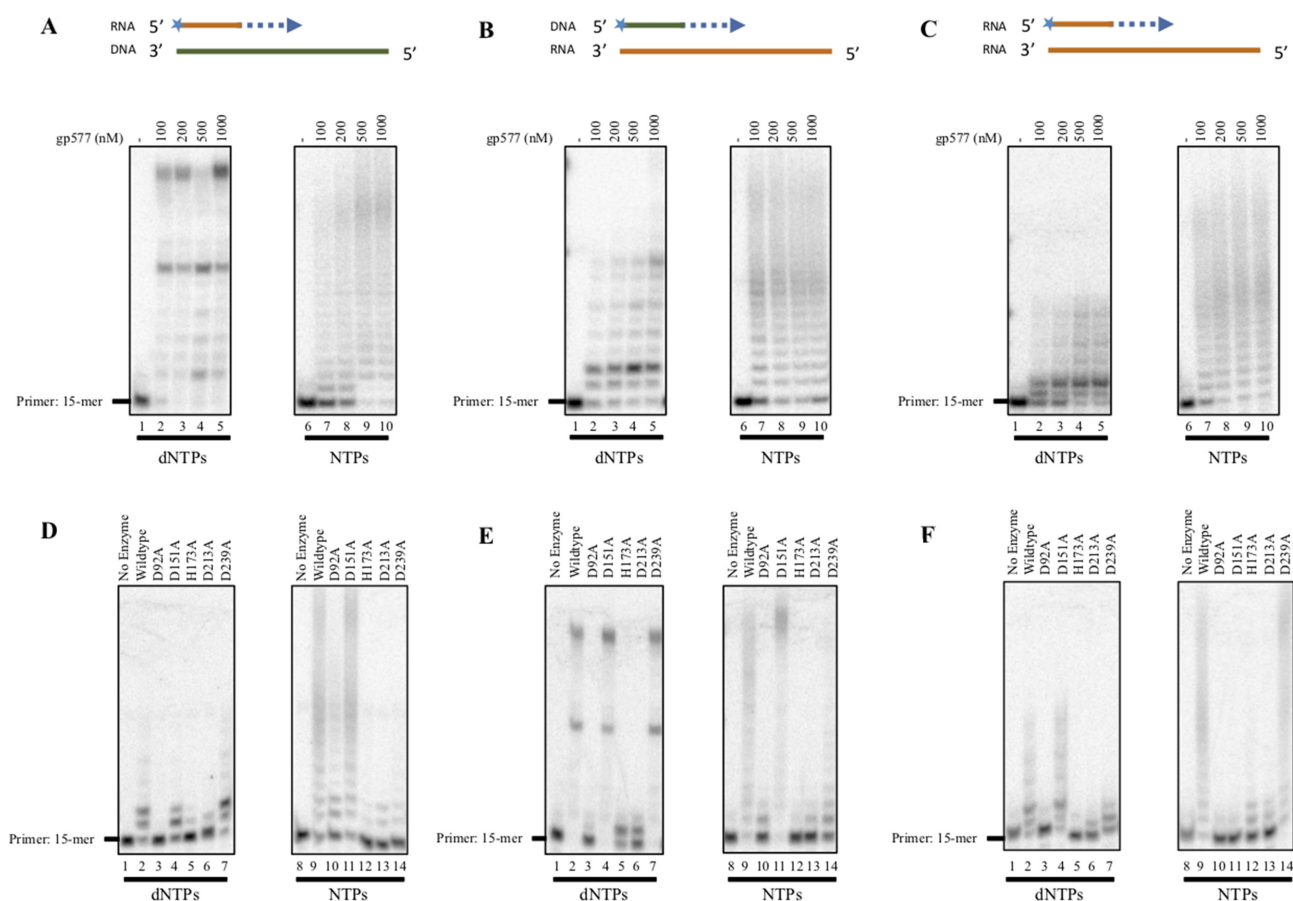 A
RNA 5’
DNA 3’ 5’
gp577 (nM) - 100 200 500 1000 - 100 200 500 1000
Primer: 15-mer
1 2 3 4 5 6 7 8 9 10
dNTPs NTPs
B
DNA 5’
RNA 3’ 5’
gp577 (nM) - 100 200 500 1000 - 100 200 500 1000
Primer: 15-mer
1 2 3 4 5 6 7 8 9 10
dNTPs NTPs
C
RNA 5’
RNA 3’ 5’
gp577 (nM) - 100 200 500 1000 - 100 200 500 1000
Primer: 15-mer
1 2 3 4 5 6 7 8 9 10
dNTPs NTPs
D
No Enzyme Wildtype D92A D151A H173A D213A D239A No Enzyme Wildtype D92A D151A H173A D213A D239A
Primer: 15-mer
1 2 3 4 5 6 7 8 9 10 11 12 13 14
dNTPs NTPs
E
No Enzyme Wildtype D92A D151A H173A D213A D239A No Enzyme Wildtype D92A D151A H173A D213A D239A
Primer: 15-mer
1 2 3 4 5 6 7 8 9 10 11 12 13 14
dNTPs NTPs
F
No Enzyme Wildtype D92A D151A H173A D213A D239A No Enzyme Wildtype D92A D151A H173A D213A D239A
Primer: 15-mer
1 2 3 4 5 6 7 8 9 10 11 12 13 14
dNTPs NTPs